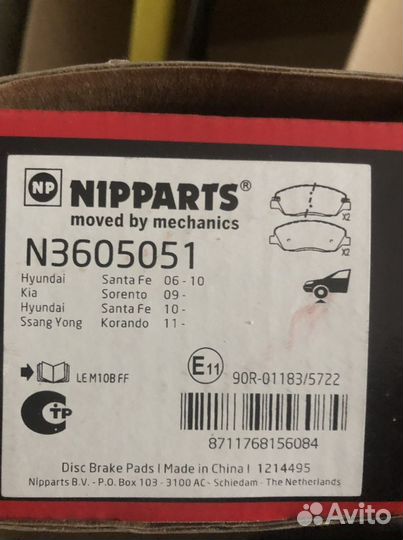 NP NIPPARTS®
moved by mechanics
N3605051
Hyundai Santa Fe 06 - 10
Kia Sorento 09 -
Hyundai Santa Fe 10 -
Ssang Yong Korando 11 -
X2
X2
LE M10B FF
E11 90R-01183/5722
CTP
8711768156084
Disc Brake Pads | Made in China | 1214495
Nipparts B.V. - P.O. Box 103 - 3100 AC - Schiedam - The Netherlands
Avito